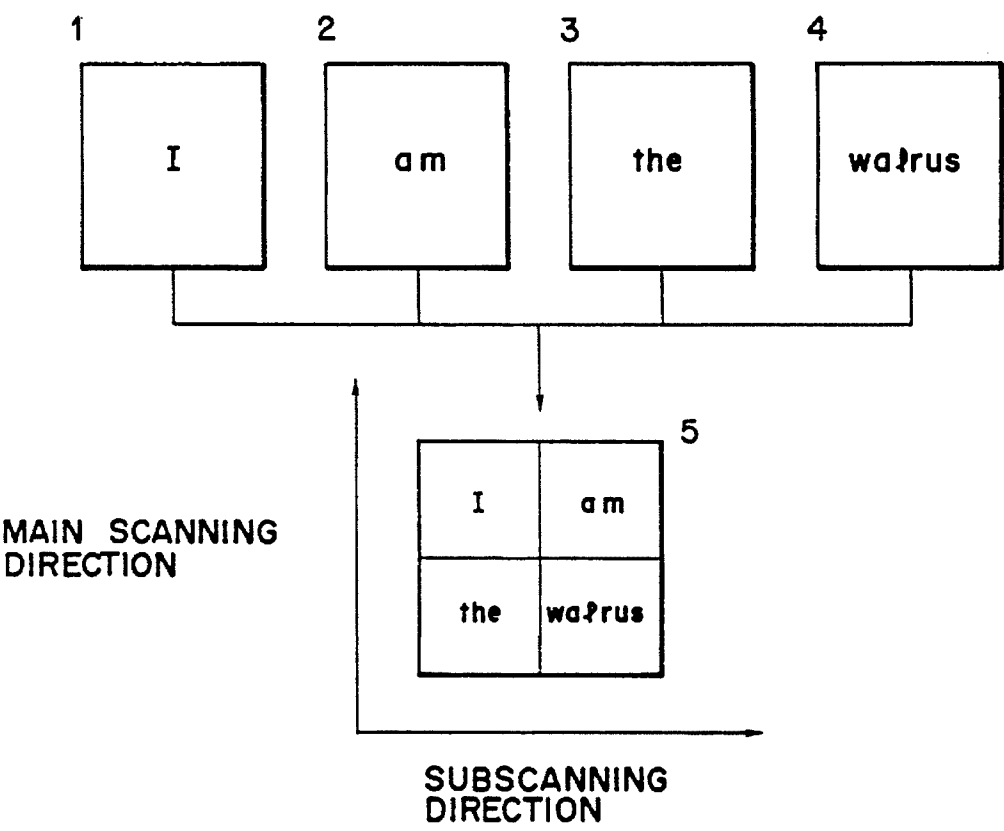 1 2 3 4
I am the walrus
5
I am
the walrus
MAIN SCANNING
DIRECTION
SUBSCANNING
DIRECTION